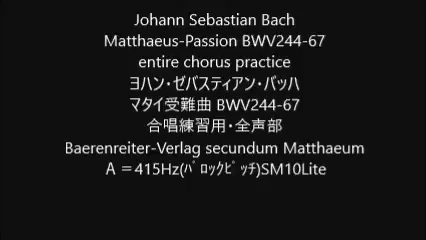 Johann Sebastian Bach
Matthaeus-Passion BWV244-67
entire chorus practice
ﾖﾊﾝ･ｾﾞﾊﾞｽﾃｨｱﾝ･ﾊﾞｯﾊ
マタイ受難曲 BWV244-67
合唱練習用･全声部
Baerenreiter-Verlag secundum Matthaeum
A＝415Hz(ﾊﾞﾛｯｸﾋﾟｯﾁ)SM10Lite